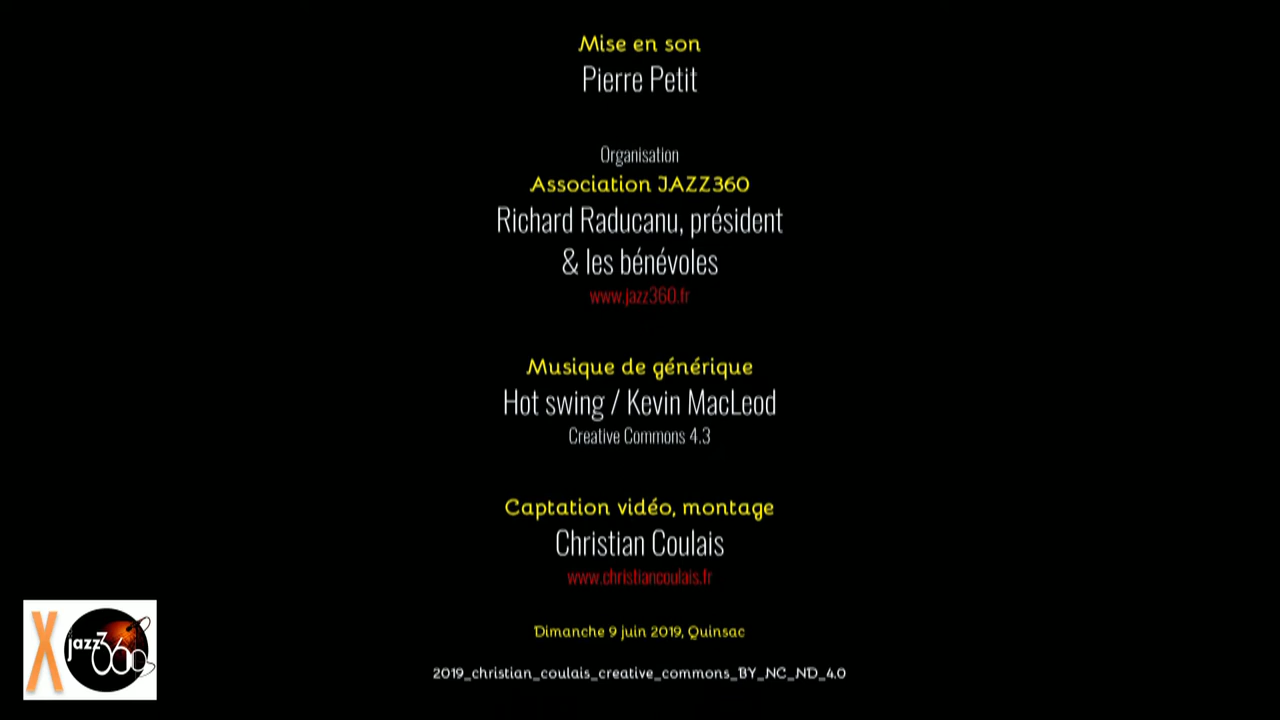 Mise en son
Pierre Petit
Organisation
Association JAZZ360
Richard Raducanu, président
& les bénévoles
www.jazz360.fr
Musique de générique
Hot swing / Kevin MacLeod
Creative Commons 4.3
Captation vidéo, montage
Christian Coulais
www.christiancoulais.fr
Dimanche 9 juin 2019, Quinsac
2019_christian_coulais_creative_commons_BY_NC_ND_4.0
X jazz360